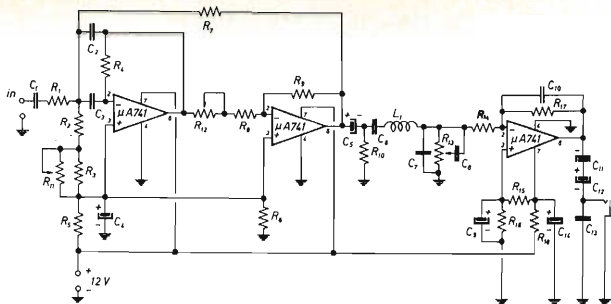 R7
C2
R4
R9
C10
R17
in
C1
R1
C3
2
7
μA741
6
3
4
R12
R8
2
7
μA741
6
3
4
C5
C6
L1
R14
2
4
μA741
6
3
7
R2
R10
C7
R13
C8
C11
C12
R11
R3
C4
R6
C9
R15
R16
R18
C14
C13
R5
12 V